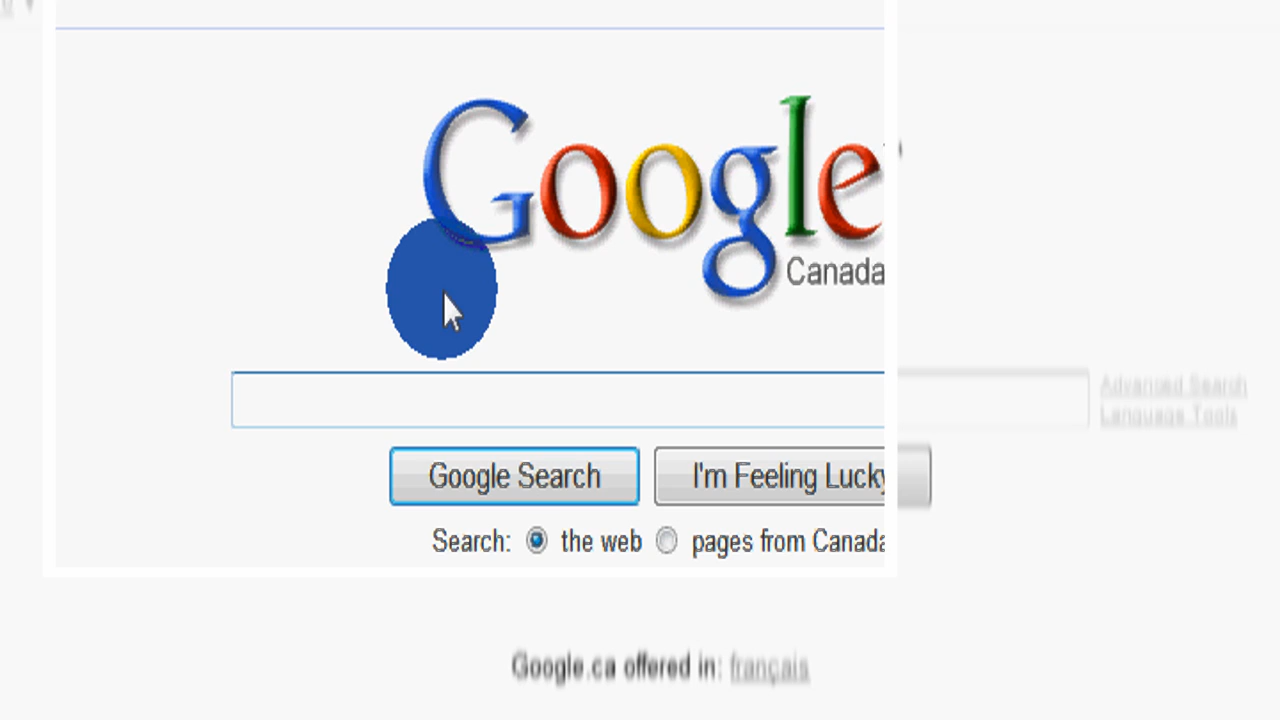 Google
Canada
Advanced Search
Language Tools
Google Search I'm Feeling Lucky
Search: the web pages from Canada
Google.ca offered in: français